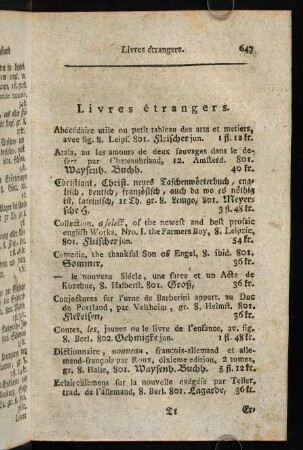 Livres étrangers. 647
Livres étrangers.
Abécédaire utile ou petit tableau des arts et metiers,
avec fig. 8. Leips. 801. Fleischer jun. 1 fl. 12 kr.
Atala, ou les amours de deux sauvages dans le de-
sert par Chateaubriand, 12. Amsterd. 801.
Waysenh. Buchh. 40 kr.
Christiani, Christ. neues Taschenwörterbuch, eng-
lisch, deutsch, französisch, auch da wo es nöthig
ist, lateinisch, 1r Th. gr. 8. Lemgo, 801. Meyer-
sche H. 3 fl. 48 kr.
Collection, a select, of the newest and best prosaic
english Works, Nro. I. the Farmers Boy, 8. Leipzic,
801. Fleischer jun. 54 kr.
Comedie, the thankful Son of Engel, 8. ibid. 801.
Sommer, 36 kr.
— le nouveau Siécle, une farce et un Acte de
Kozebue, 8. Halberst. 801. Groß, 36 kr.
Conjectures sur l'urne de Barberini appart. au Duc
de Portland, par Veltheim, gr. 8. Helmst. 801.
Fleckeisen, 36 kr.
Contes, les, jaunes ou le livre de l'enfance, av. fig.
8. Berl. 802. Oehmigke jun. 1 fl. 48 kr.
Dictionnaire, nouveau, françois-allemand et alle-
mand-françois par Roux, dixieme edition, 2 tomes,
gr. 8. Halle, 801. Waysenh. Buchh. 5 fl. 12 kr.
Eclaircissemens sur la nouvelle exégése par Teller,
trad. de l'allemand, 8. Berl. 801. Lagarde, 36 kr.
Tt